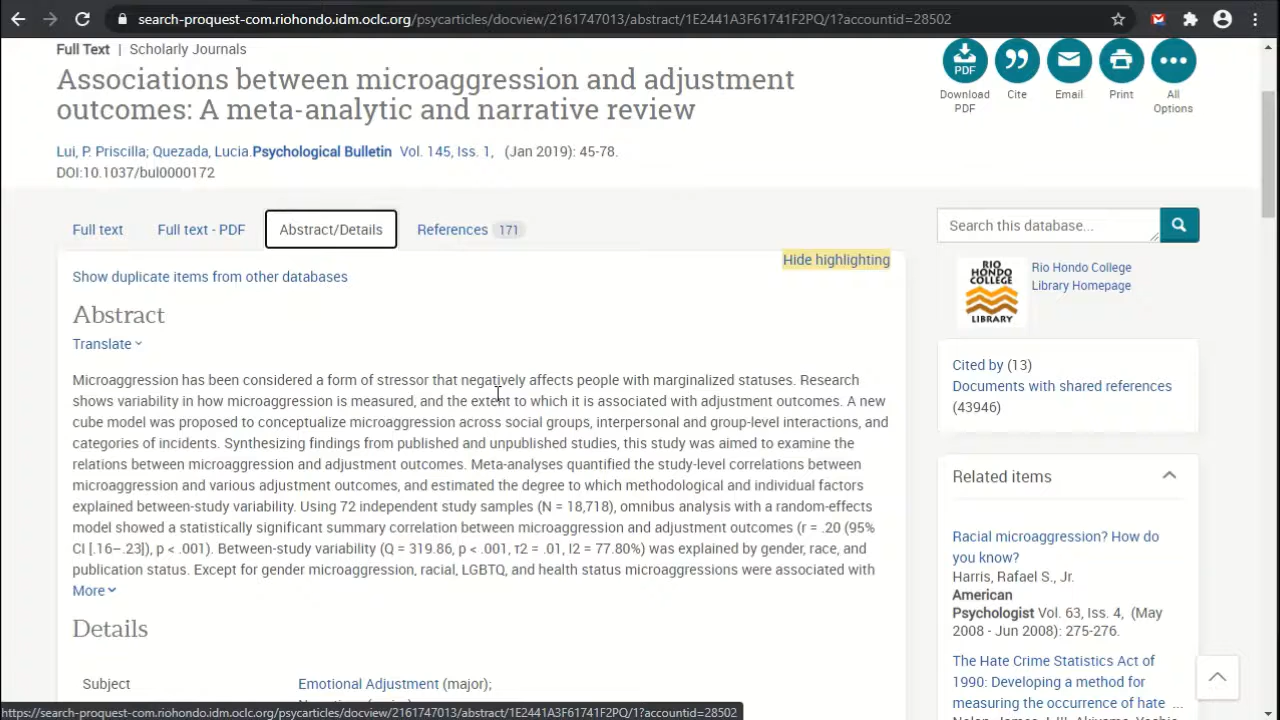 search-proquest-com.riohondo.idm.oclc.org/psycarticles/docview/2161747013/abstract/1E2441A3F61741F2PQ/1?accountid=28502
Full Text | Scholarly Journals
Associations between microaggression and adjustment
outcomes: A meta-analytic and narrative review
Lui, P. Priscilla; Quezada, Lucia.Psychological Bulletin Vol. 145, Iss. 1, (Jan 2019): 45-78.
DOI:10.1037/bul0000172
PDF
Download
PDF
Cite
Email
Print
All
Options
Full text
Full text - PDF
Abstract/Details
References 171
Hide highlighting
Show duplicate items from other databases
Abstract
Translate
Microaggression has been considered a form of stressor that negatively affects people with marginalized statuses. Research
shows variability in how microaggression is measured, and the extent to which it is associated with adjustment outcomes. A new
cube model was proposed to conceptualize microaggression across social groups, interpersonal and group-level interactions, and
categories of incidents. Synthesizing findings from published and unpublished studies, this study was aimed to examine the
relations between microaggression and adjustment outcomes. Meta-analyses quantified the study-level correlations between
microaggression and various adjustment outcomes, and estimated the degree to which methodological and individual factors
explained between-study variability. Using 72 independent study samples (N = 18,718), omnibus analysis with a random-effects
model showed a statistically significant summary correlation between microaggression and adjustment outcomes (r = .20 (95%
CI [.16–.23]), p < .001). Between-study variability (Q = 319.86, p < .001, τ2 = .01, I2 = 77.80%) was explained by gender, race, and
publication status. Except for gender microaggression, racial, LGBTQ, and health status microaggressions were associated with
More
Details
Subject
Emotional Adjustment (major);
https://search-proquest-com.riohondo.idm.oclc.org/psycarticles/docview/2161747013/abstract/1E2441A3F61741F2PQ/1?accountid=28502
Search this database...
RIO
HONDO
COLLEGE
LIBRARY
Rio Hondo College
Library Homepage
Cited by (13)
Documents with shared references
(43946)
Related items
Racial microaggression? How do
you know?
Harris, Rafael S., Jr.
American
Psychologist Vol. 63, Iss. 4, (May
2008 - Jun 2008): 275-276.
The Hate Crime Statistics Act of
1990: Developing a method for
measuring the occurrence of hate ...